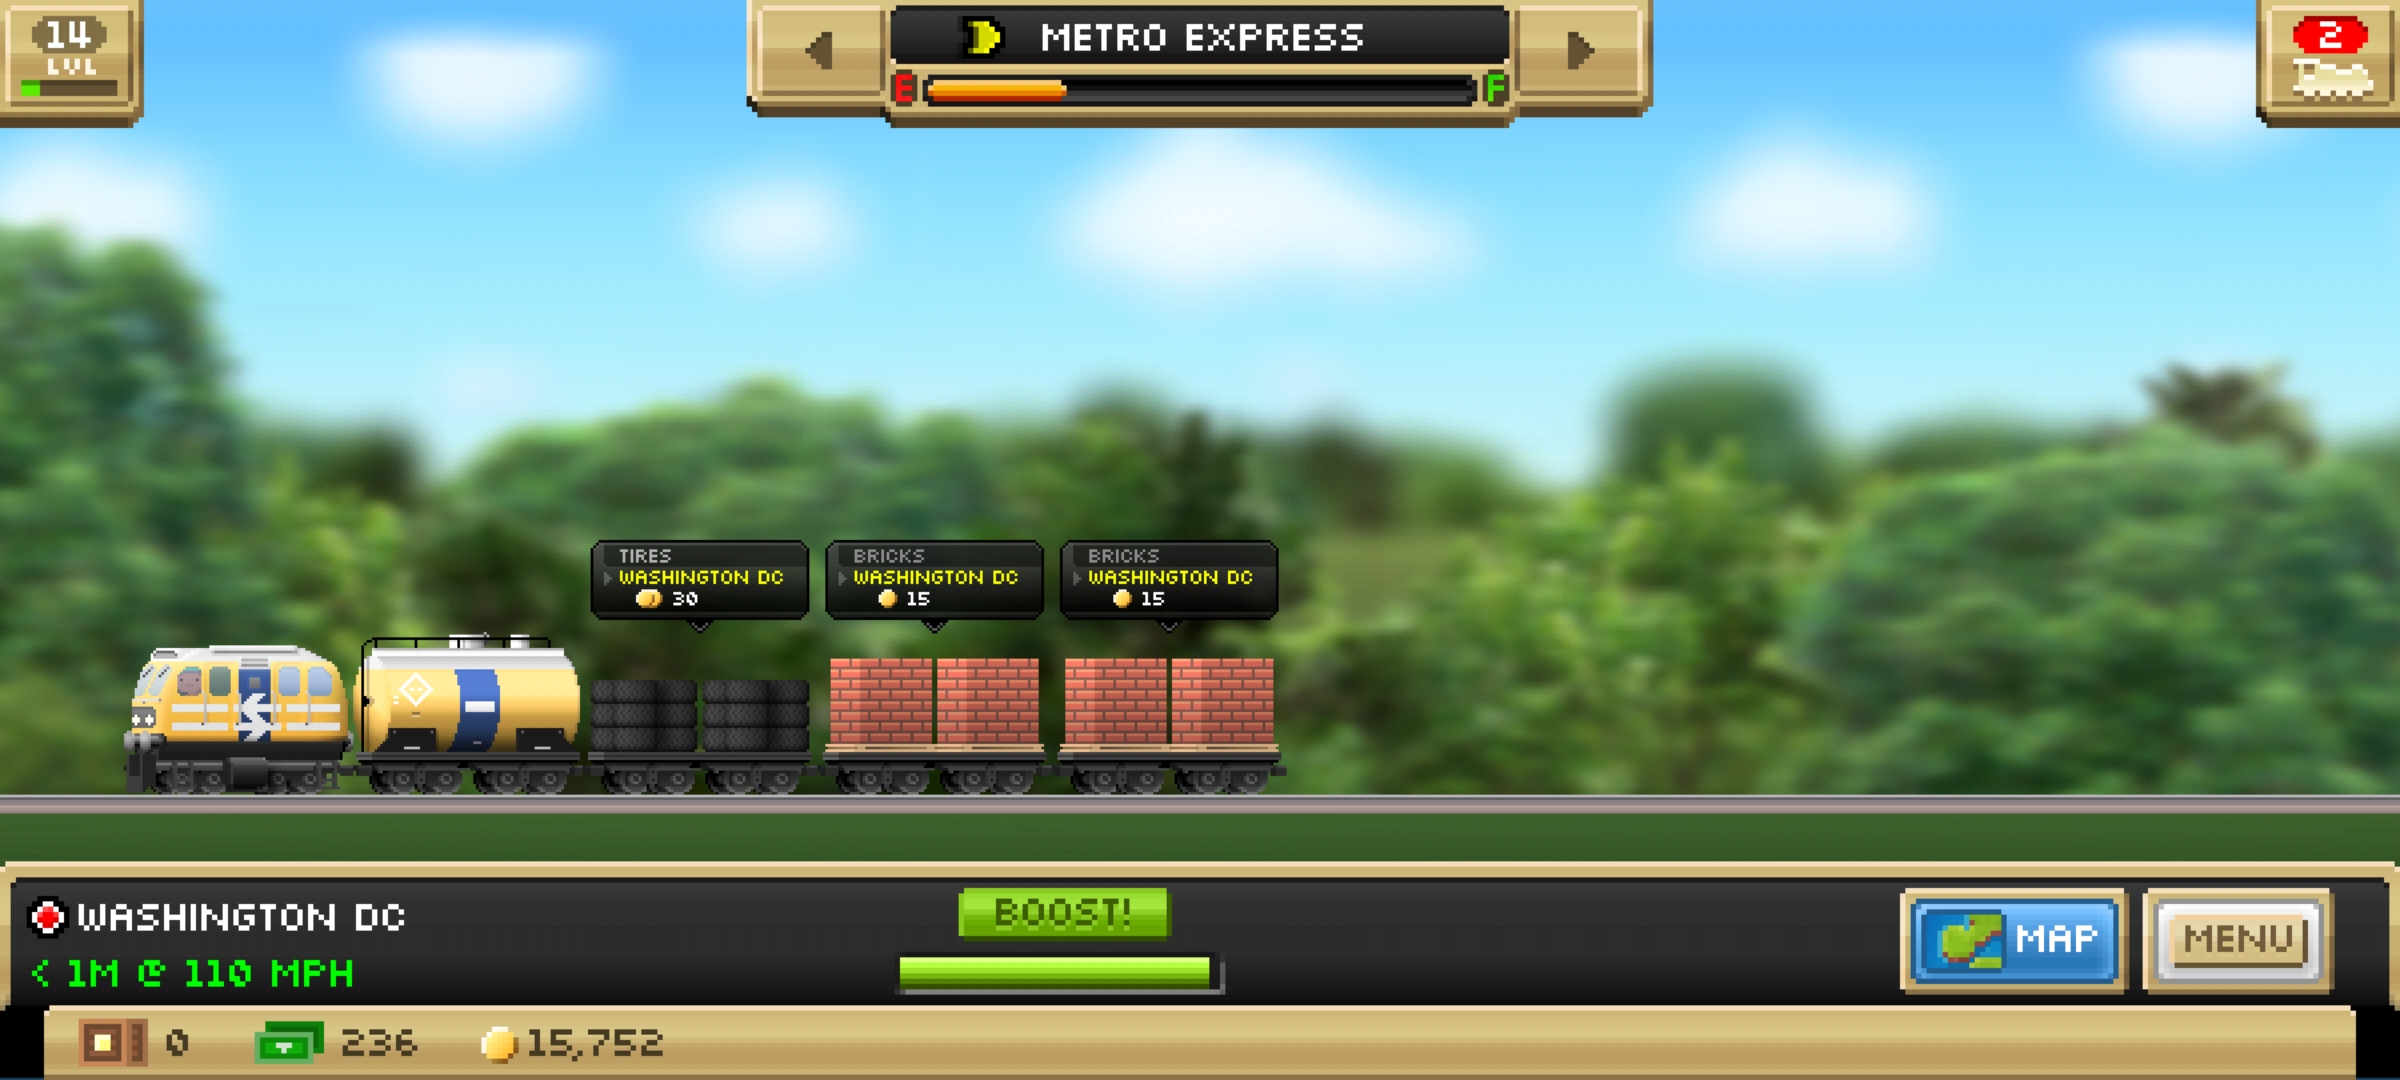 14
LVL
METRO EXPRESS
E F
2
TIRES
WASHINGTON DC
30
BRICKS
WASHINGTON DC
15
BRICKS
WASHINGTON DC
15
WASHINGTON DC
< 1M @ 110 MPH
BOOST!
MAP
MENU
0
236
15,752